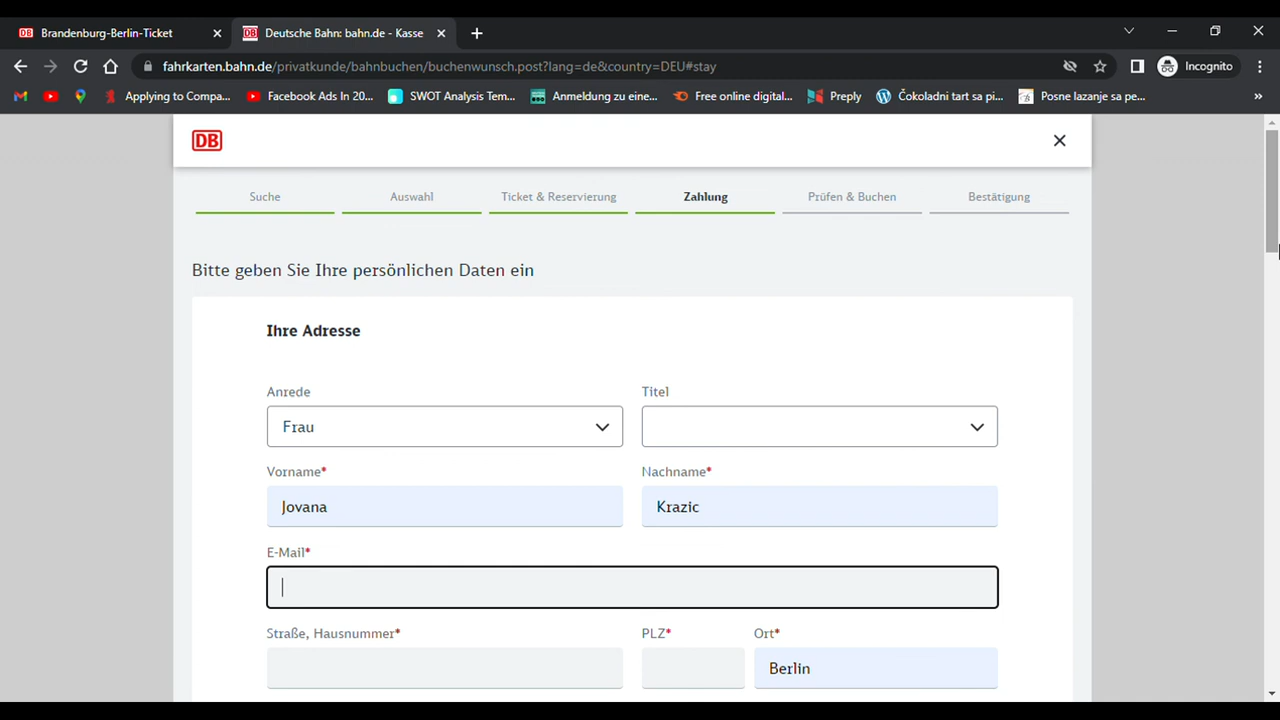 DB Brandenburg-Berlin-Ticket
DB Deutsche Bahn: bahn.de - Kasse
fahrkarten.bahn.de/privatkunde/bahnbuchen/buchenwunsch.post?lang=de&country=DEU#stay
Incognito
Applying to Compa...
Facebook Ads In 20...
SWOT Analysis Tem...
Anmeldung zu eine...
Free online digital...
Preply
Čokoladni tart sa pi...
Posne lazanje sa pe...
DB
Suche
Auswahl
Ticket & Reservierung
Zahlung
Prüfen & Buchen
Bestätigung
Bitte geben Sie Ihre persönlichen Daten ein
Ihre Adresse
Anrede
Titel
Frau
Vorname*
Nachname*
Jovana
Krazic
E-Mail*
Straße, Hausnummer*
PLZ*
Ort*
Berlin